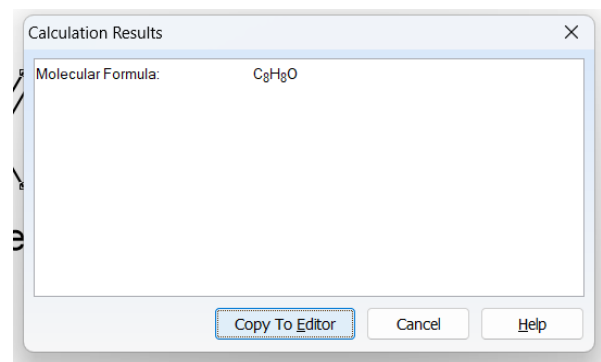 Calculation Results
Molecular Formula: C₈H₈O
e
Copy To Editor Cancel Help